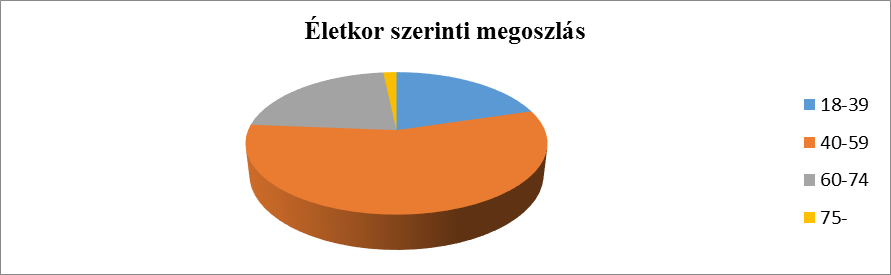 Életkor szerinti megoszlás
18-39
40-59
60-74
75-